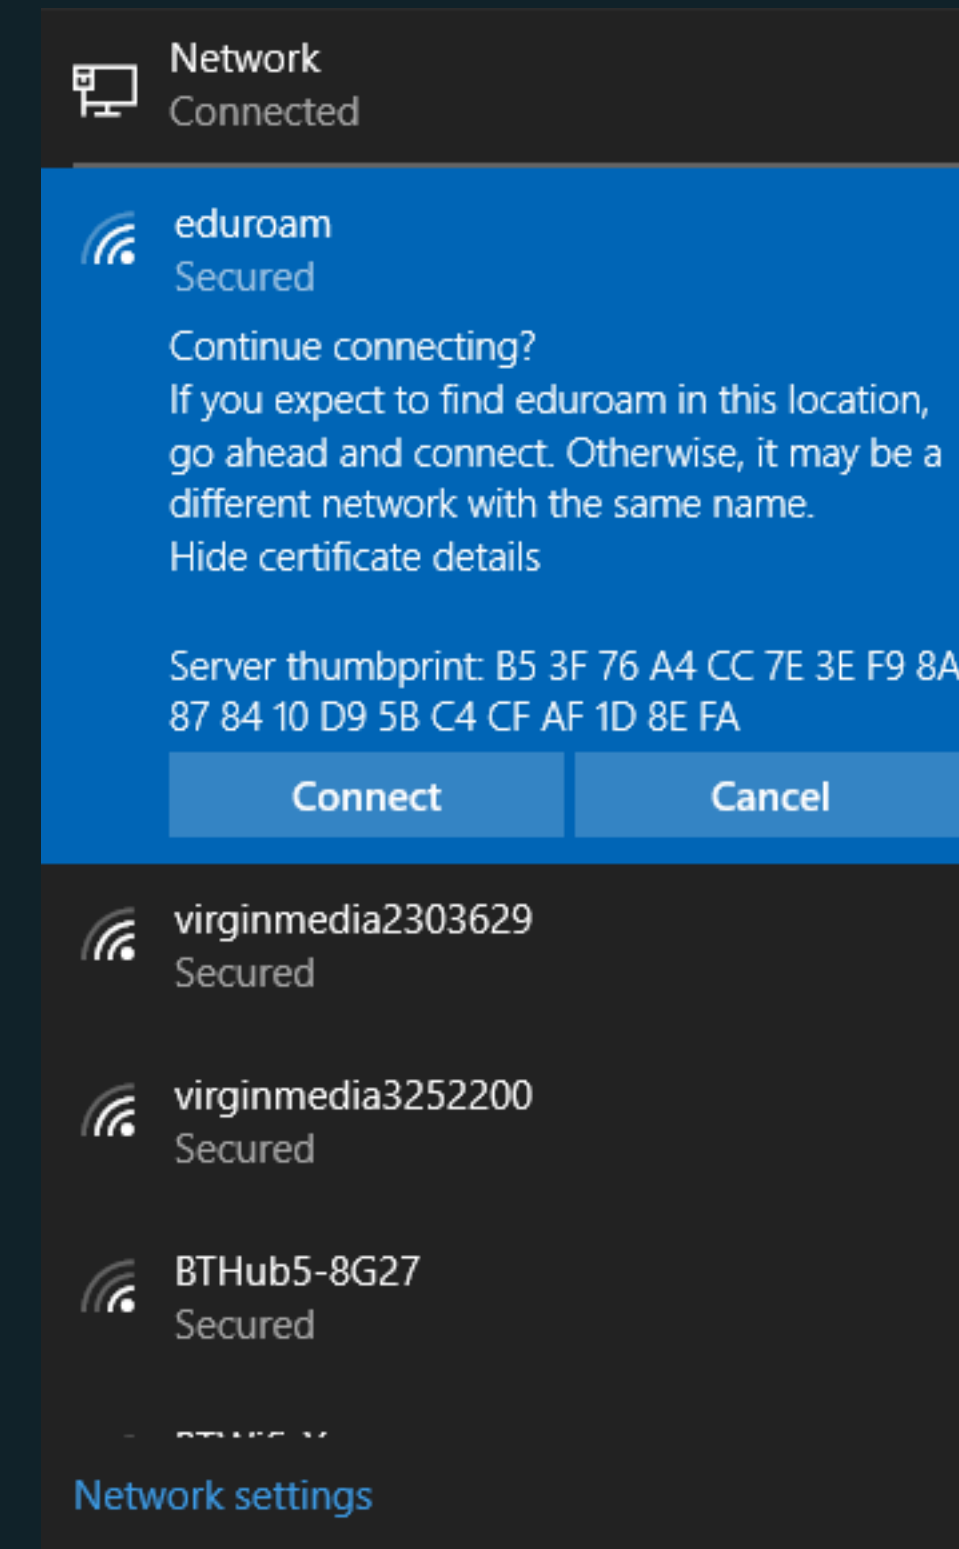 Network
Connected
eduroam
Secured
Continue connecting?
If you expect to find eduroam in this location,
go ahead and connect. Otherwise, it may be a
different network with the same name.
Hide certificate details
Server thumbprint: B5 3F 76 A4 CC 7E 3E F9 8A
87 84 10 D9 5B C4 CF AF 1D 8E FA
Connect Cancel
virginmedia2303629
Secured
virginmedia3252200
Secured
BTHub5-8G27
Secured
Network settings